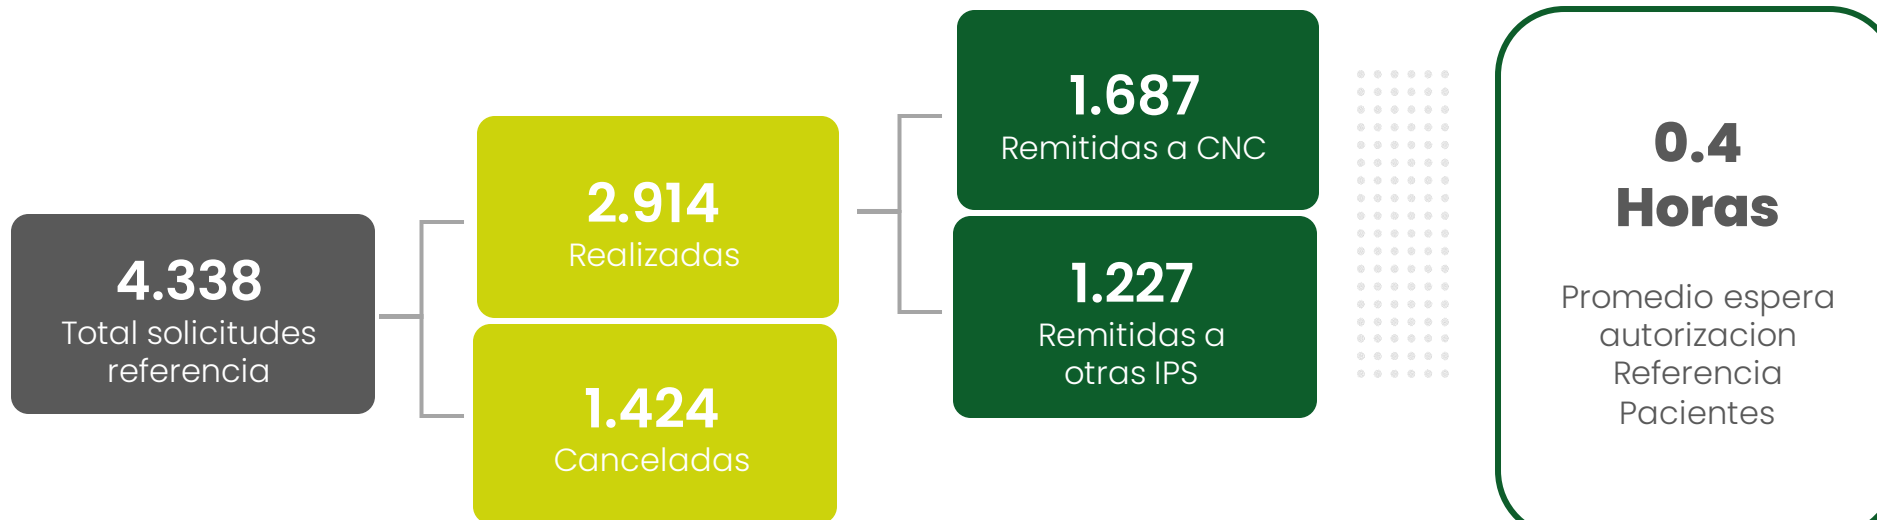 4.338
Total solicitudes
referencia
2.914
Realizadas
1.424
Canceladas
1.687
Remitidas a CNC
1.227
Remitidas a
otras IPS
0.4
Horas
Promedio espera
autorizacion
Referencia
Pacientes